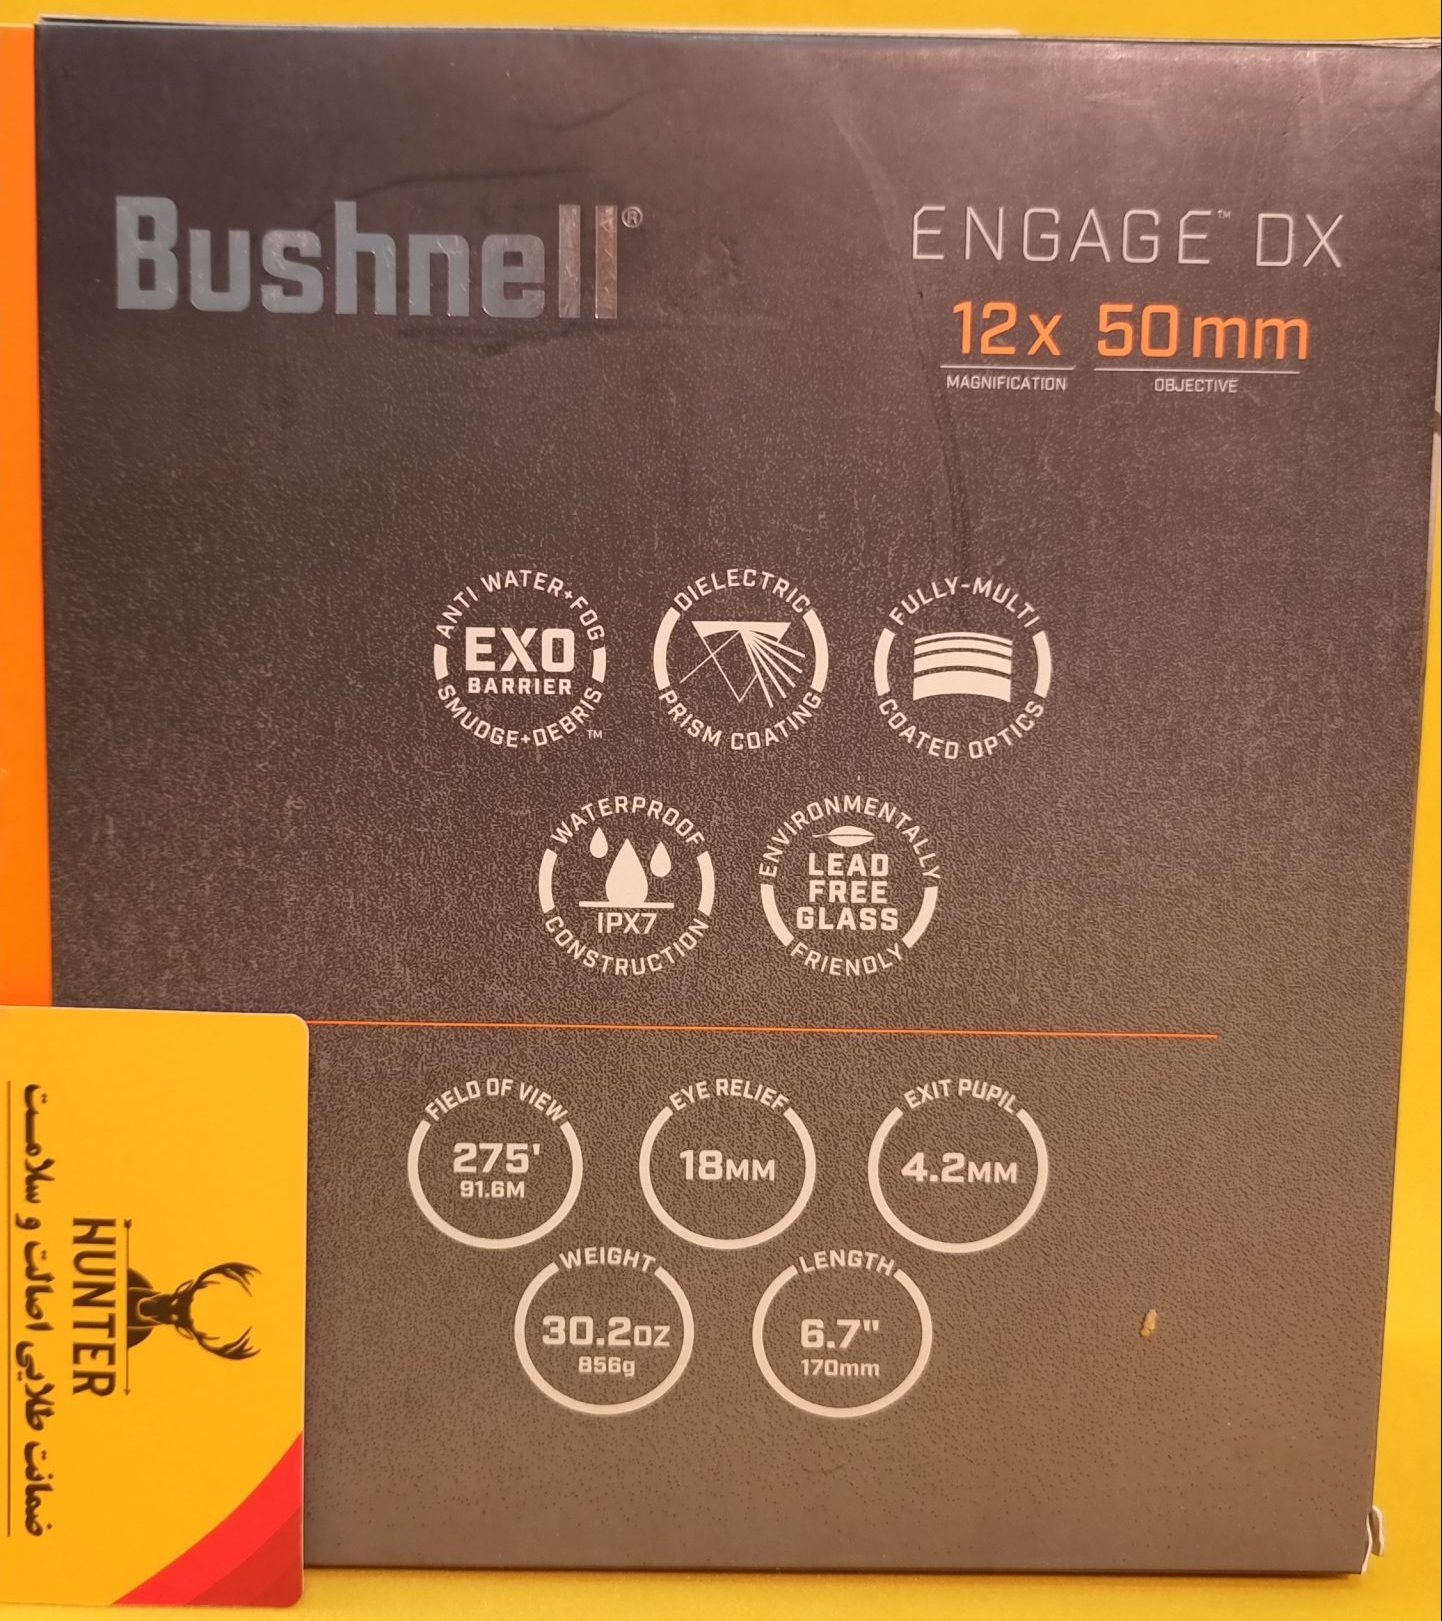 Bushnell®
ENGAGE™ DX
12x 50mm
MAGNIFICATION OBJECTIVE
ANTI WATER+FOG
EXO
BARRIER
SMUDGE+DEBRIS™
DIELECTRIC
PRISM COATING
FULLY-MULTI
COATED OPTICS
WATERPROOF
IPX7
CONSTRUCTION
ENVIRONMENTALLY
LEAD
FREE
GLASS
FRIENDLY
FIELD OF VIEW
275'
91.6M
EYE RELIEF
18MM
EXIT PUPIL
4.2MM
WEIGHT
30.2OZ
856g
LENGTH
6.7"
170mm
HUNTER
ضمانت طلایی اصالت و سلامت